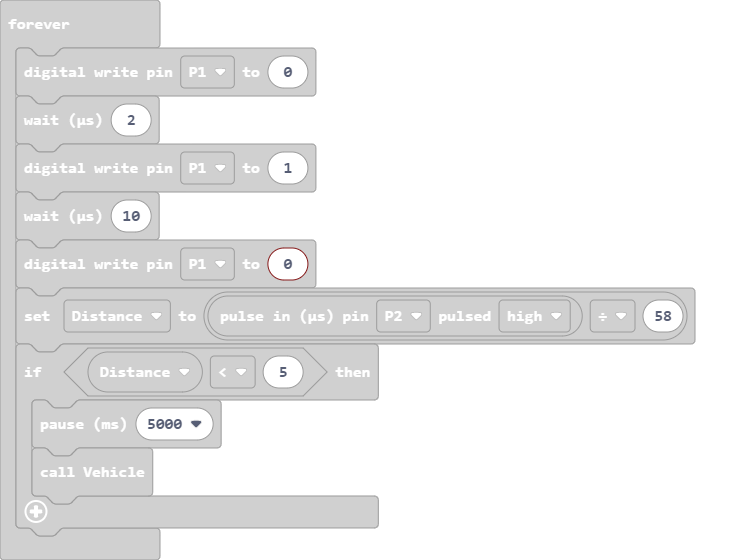 forever
digital write pin P1 to 0
wait (µs) 2
digital write pin P1 to 1
wait (µs) 10
digital write pin P1 to 0
set Distance to pulse in (µs) pin P2 pulsed high ÷ 58
if Distance < 5 then
pause (ms) 5000
call Vehicle